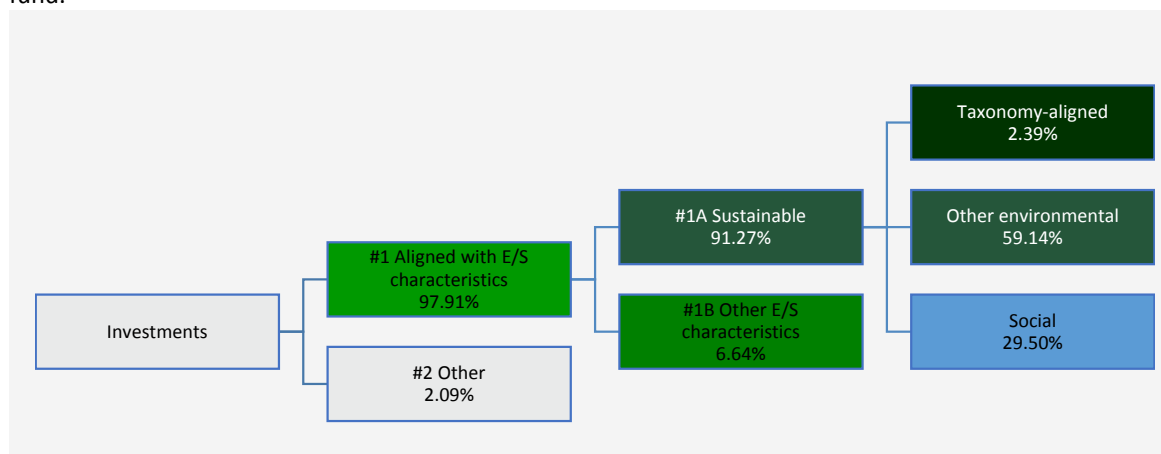 fund.
Investments
#1 Aligned with E/S
characteristics
97.91%
#2 Other
2.09%
#1A Sustainable
91.27%
#1B Other E/S
characteristics
6.64%
Taxonomy-aligned
2.39%
Other environmental
59.14%
Social
29.50%